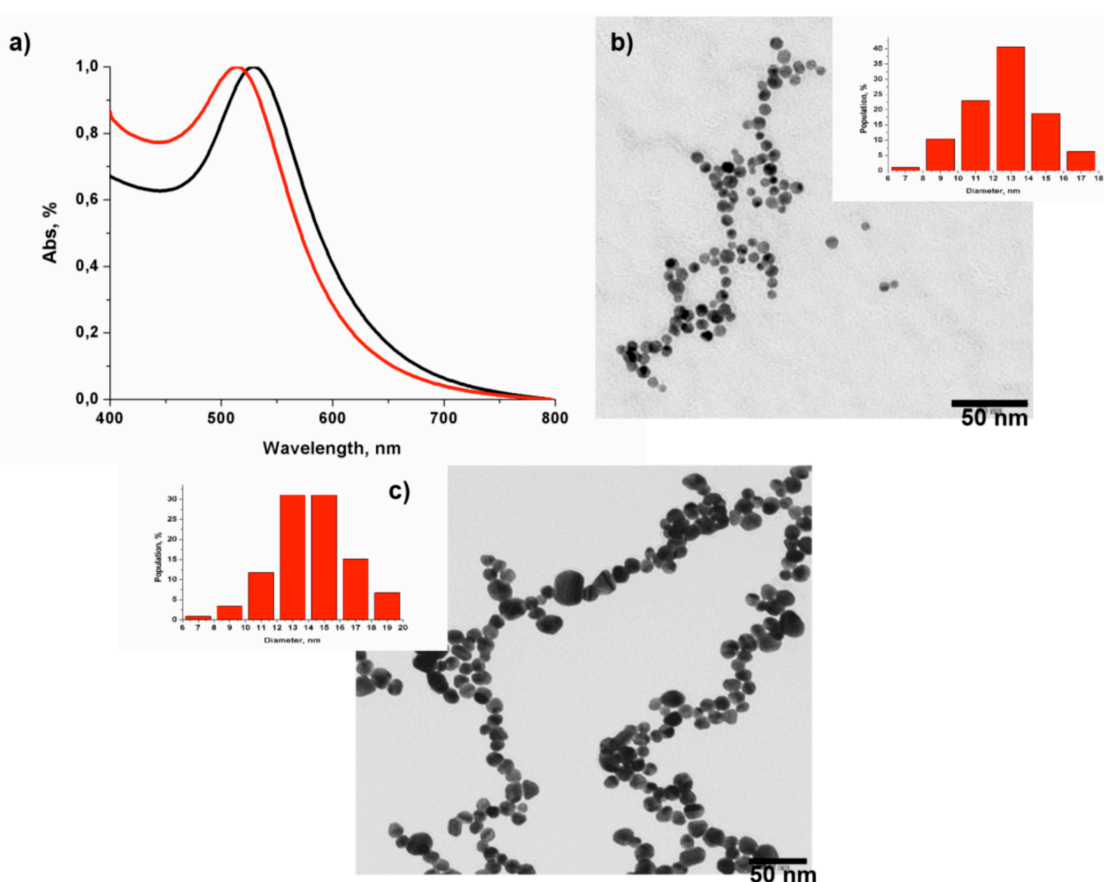 a)
1,0
0,8
0,6
0,4
0,2
0,0
Abs, %
400 500 600 700 800
Wavelength, nm
b)
50 nm
40
35
30
25
20
15
10
5
0
Population, %
6 7 8 9 10 11 12 13 14 15 16 17 18
Diameter, nm
c)
30
25
20
15
10
5
0
Population, %
6 7 8 9 10 11 12 13 14 15 16 17 18 19 20
Diameter, nm
50 nm